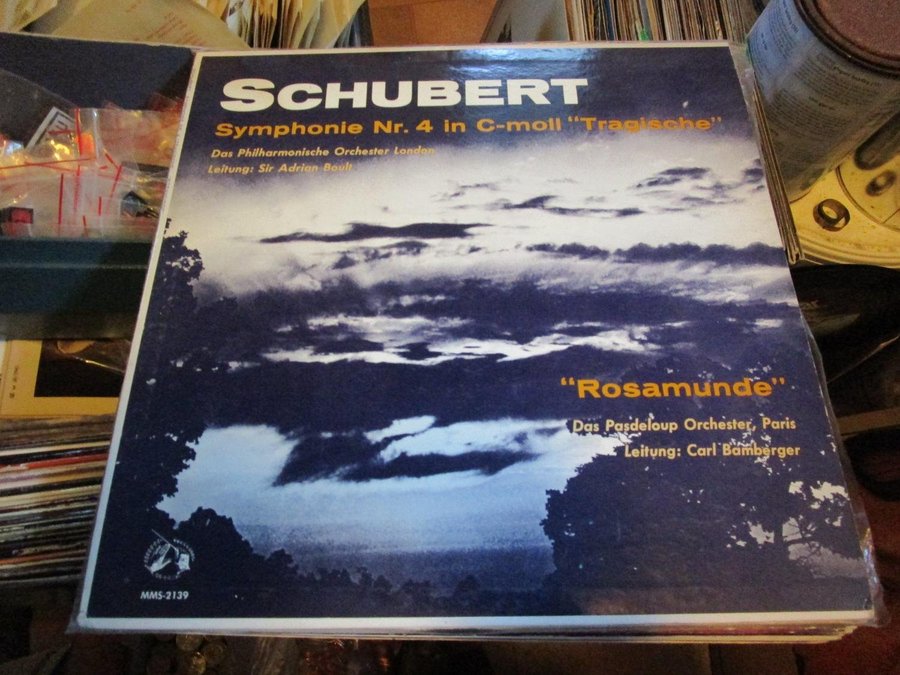 SCHUBERT
Symphonie Nr. 4 in C-moll "Tragische"
Das Philharmonische Orchester London
Leitung: Sir Adrian Boult
"Rosamunde"
Das Pasdeloup Orchester, Paris
Leitung: Carl Bamberger
MMS-2139